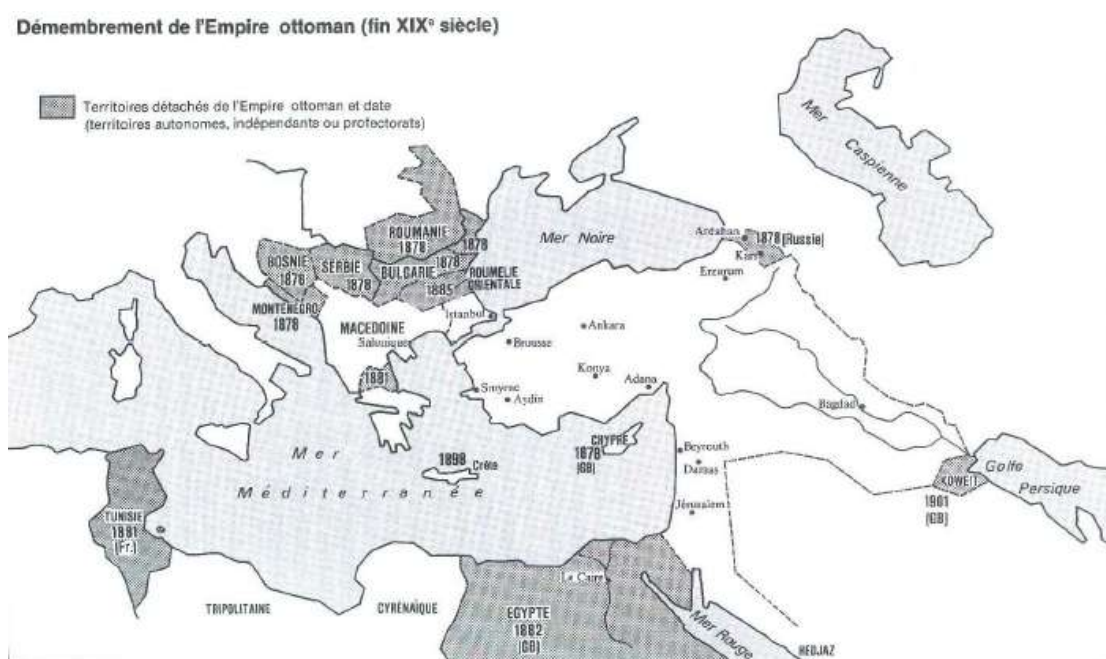 Démembrement de l'Empire ottoman (fin XIXᵉ siècle)
Territoires détachés de l'Empire ottoman et date
(territoires autonomes, indépendants ou protectorats)
Mer
Caspienne
ROUMANIE
1878
1878
Mer Noire
Ardahan
1878 (Russie)
Kars
Erzurum
BOSNIE
1878
SERBIE
1878
BULGARIE
1878
1885
ROUMELIE
ORIENTALE
MONTENEGRO
1878
Istanbul
MACEDOINE
Salonique
Brousse
Ankara
1881
Smyrne
Aydin
Konya
Adana
Bagdad
CHYPRE
1878
(GB)
Beyrouth
Damas
Jérusalem
1898
Crête
Mer
Méditerranée
KOWEIT
1901
(GB)
Golfe
Persique
TUNISIE
1881
(Fr.)
TRIPOLITAINE
CYRÉNAÏQUE
Le Caire
EGYPTE
1882
(GB)
Mer Rouge
HEDJAZ